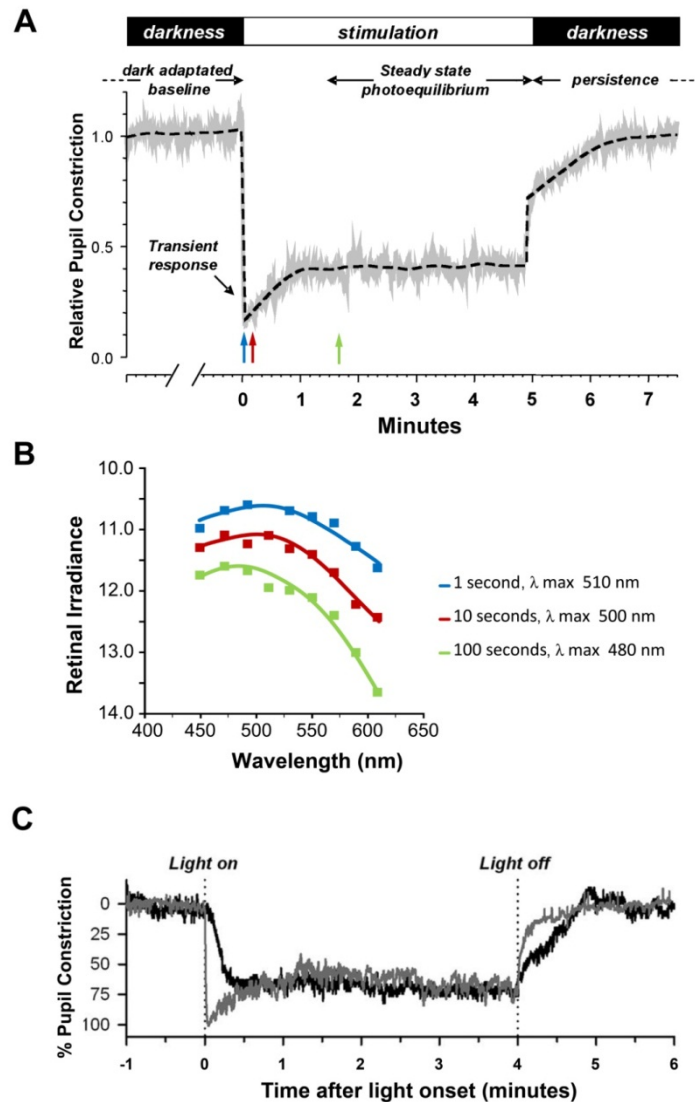 A
darkness stimulation darkness
dark adaptated
baseline
Steady state
photoequilibrium
persistence
Relative Pupil Constriction
1.0
0.5
0.0
Transient
response
0 1 2 3 4 5 6 7
Minutes
B
Retinal Irradiance
10.0
11.0
12.0
13.0
14.0
400 450 500 550 600 650
Wavelength (nm)
1 second, λ max 510 nm
10 seconds, λ max 500 nm
100 seconds, λ max 480 nm
C
Light on Light off
% Pupil Constriction
0
25
50
75
100
-1 0 1 2 3 4 5 6
Time after light onset (minutes)